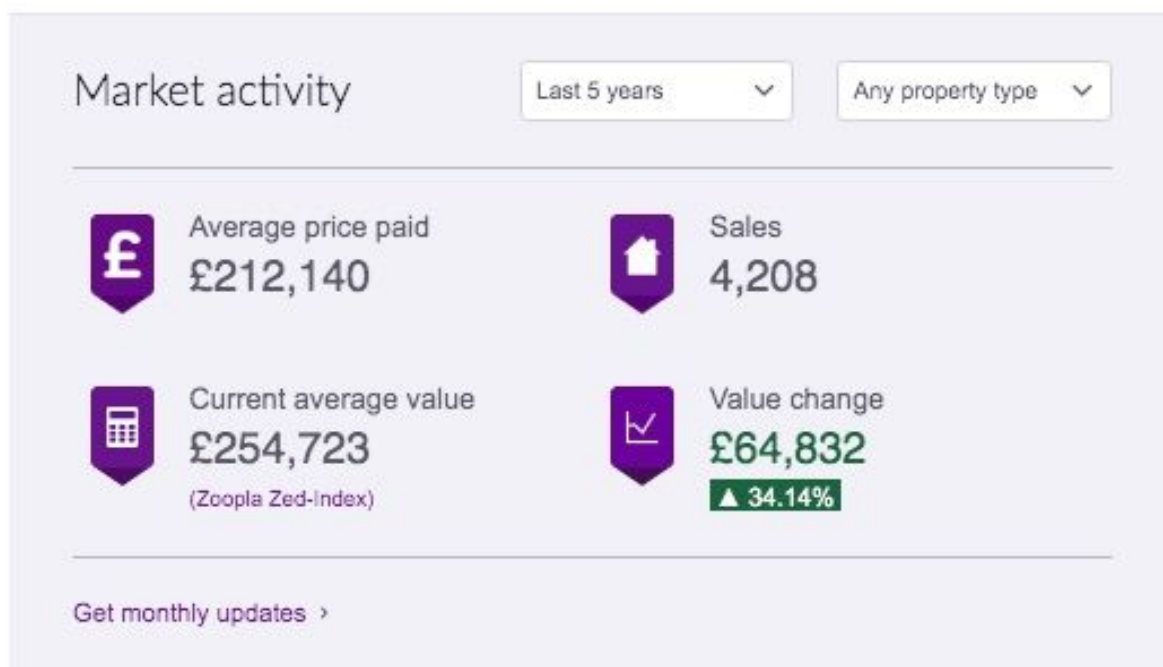 Market activity
Last 5 years
Any property type
£
Average price paid
£212,140
Sales
4,208
Current average value
£254,723
(Zoopla Zed-Index)
Value change
£64,832
▲ 34.14%
Get monthly updates ›